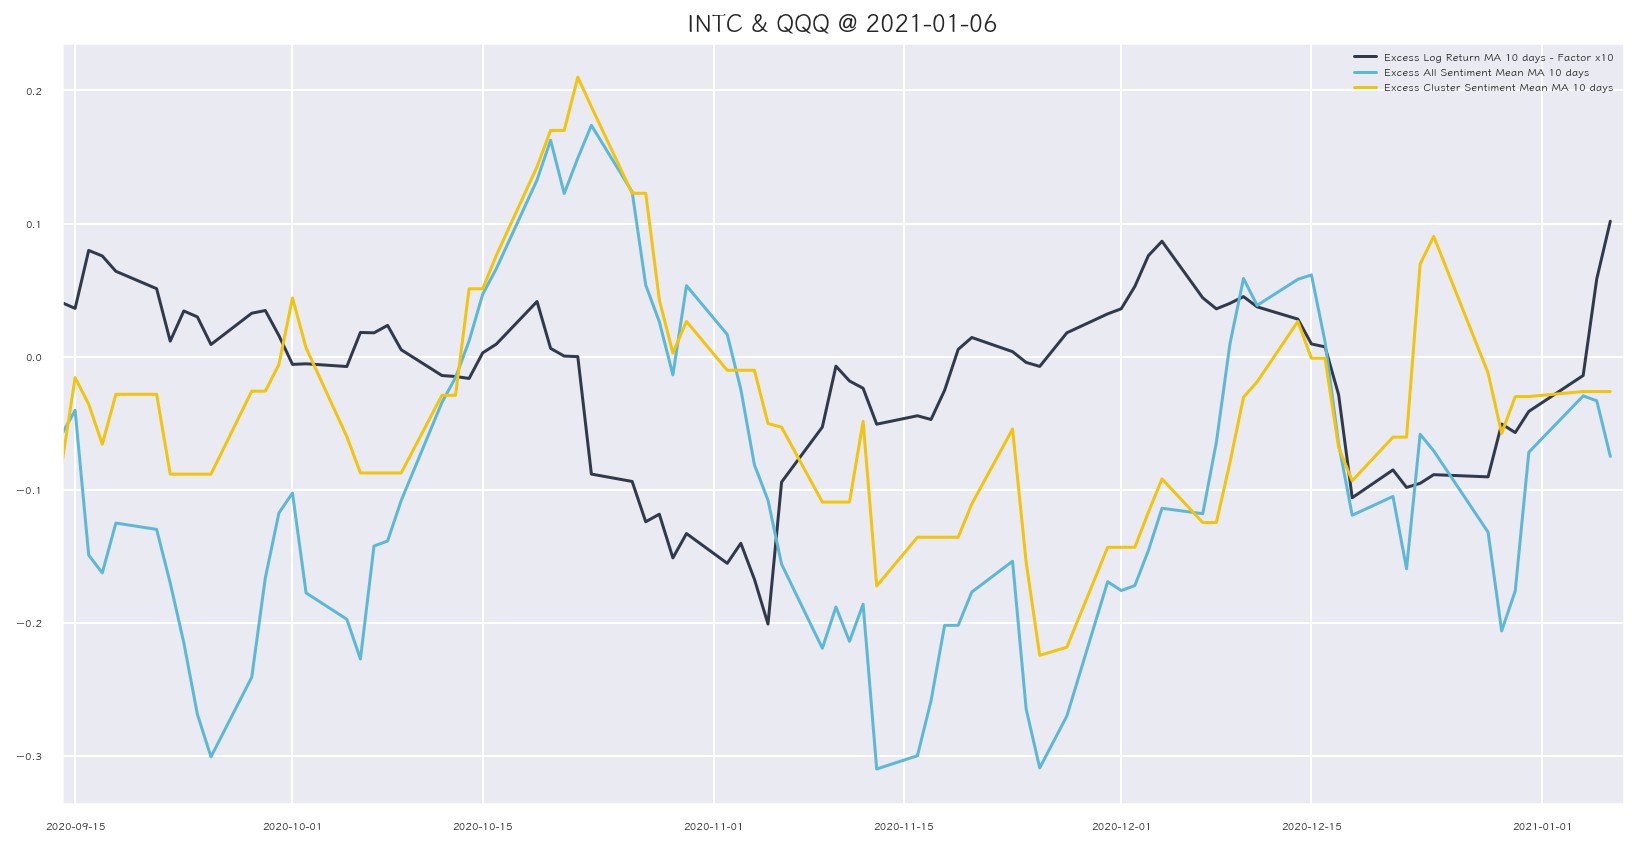 INTC & QQQ @ 2021-01-06
Excess Log Return MA 10 days - Factor x10
Excess All Sentiment Mean MA 10 days
Excess Cluster Sentiment Mean MA 10 days
0.2
0.1
0.0
−0.1
−0.2
−0.3
2020-09-15 2020-10-01 2020-10-15 2020-11-01 2020-11-15 2020-12-01 2020-12-15 2021-01-01